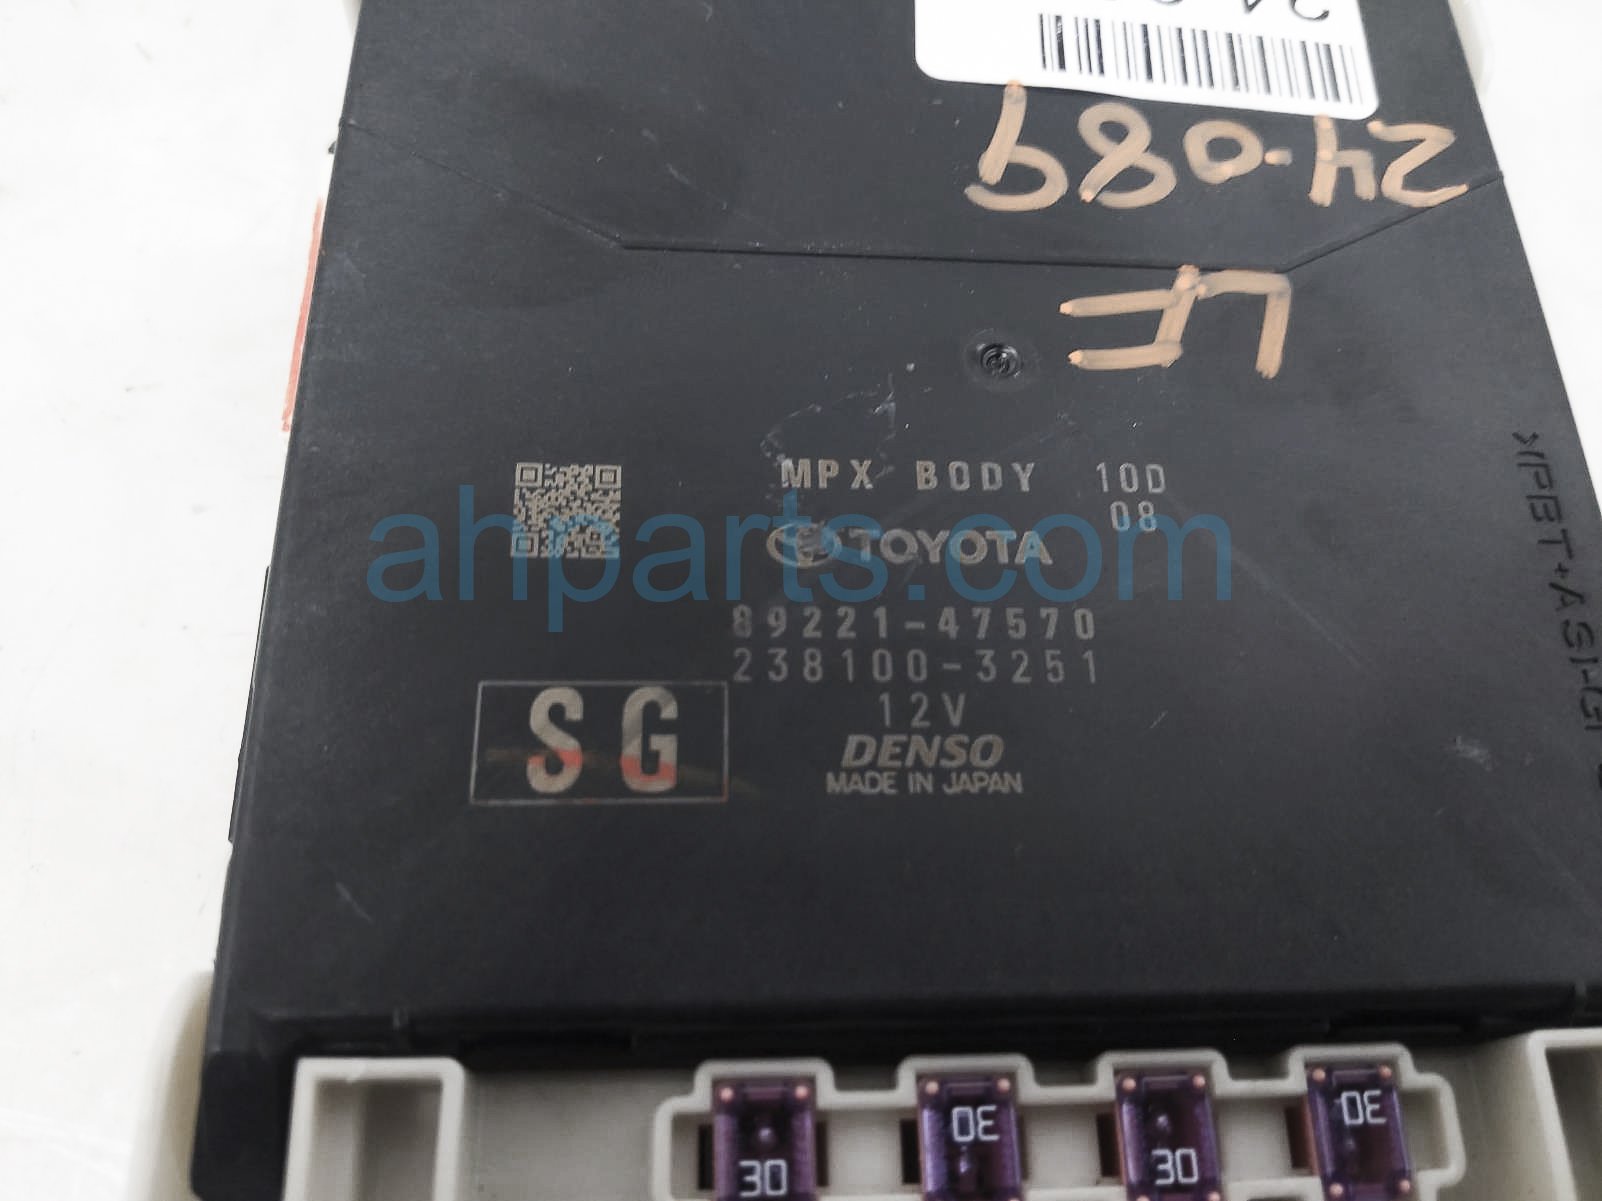 24-089
LF
MPX BODY 10D
08
TOYOTA
ahparts.com
89221-47570
238100-3251
12V
SG
DENSO
MADE IN JAPAN
30
30
30
30